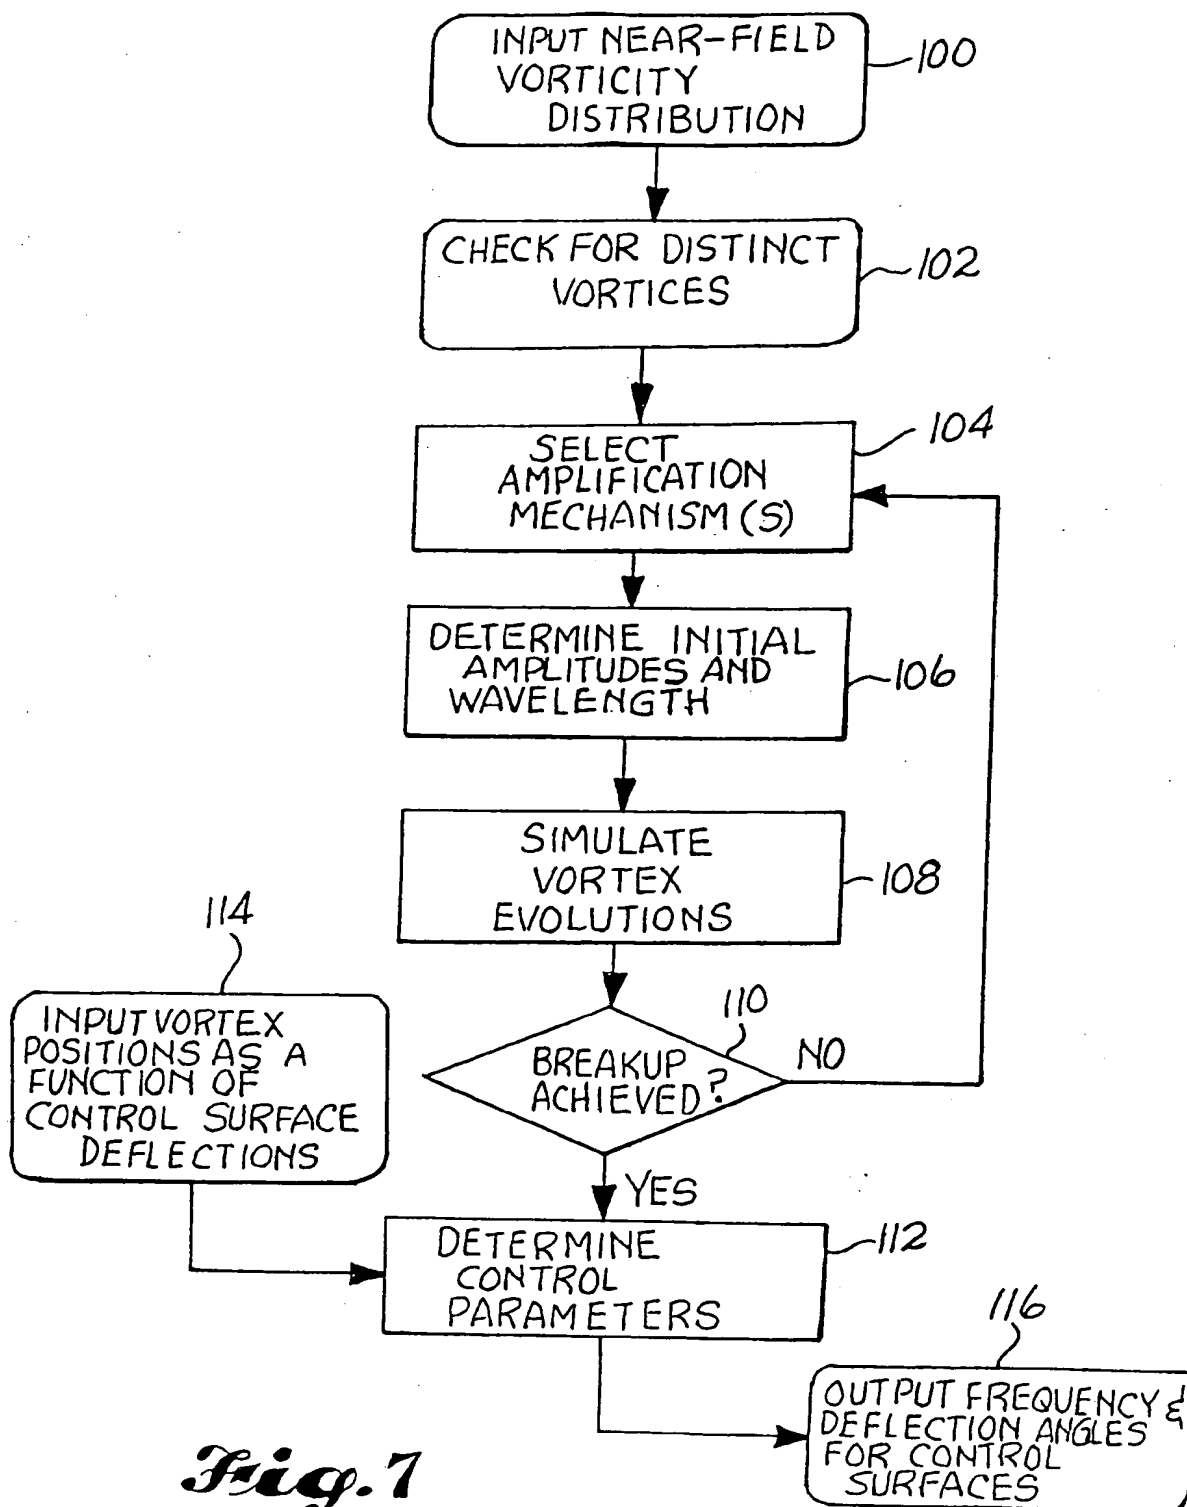 INPUT NEAR-FIELD
VORTICITY
DISTRIBUTION
100
CHECK FOR DISTINCT
VORTICES
102
SELECT
AMPLIFICATION
MECHANISM(S)
104
DETERMINE INITIAL
AMPLITUDES AND
WAVELENGTH
106
SIMULATE
VORTEX
EVOLUTIONS
108
114
INPUT VORTEX
POSITIONS AS A
FUNCTION OF
CONTROL SURFACE
DEFLECTIONS
110
BREAKUP
ACHIEVED?
NO
YES
DETERMINE
CONTROL
PARAMETERS
112
116
OUTPUT FREQUENCY &
DEFLECTION ANGLES
FOR CONTROL
SURFACES
Fig. 7